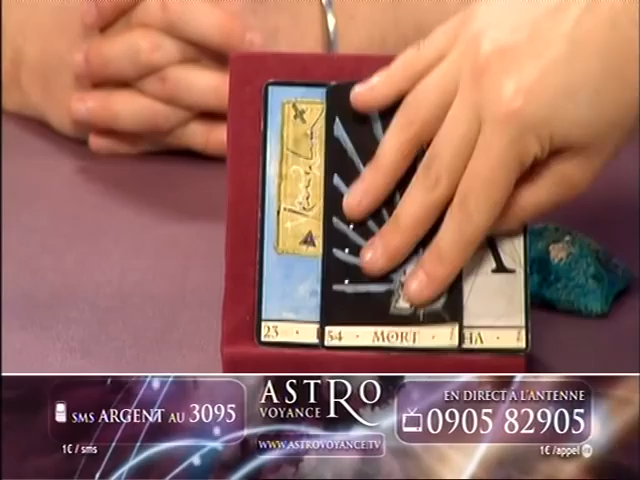 23
54 · MORT
HA
SMS ARGENT AU 3095
1€ / sms
ASTRO
VOYANCE
WWW.ASTROVOYANCE.TV
EN DIRECT À L'ANTENNE
0905 82905
1€ /appel